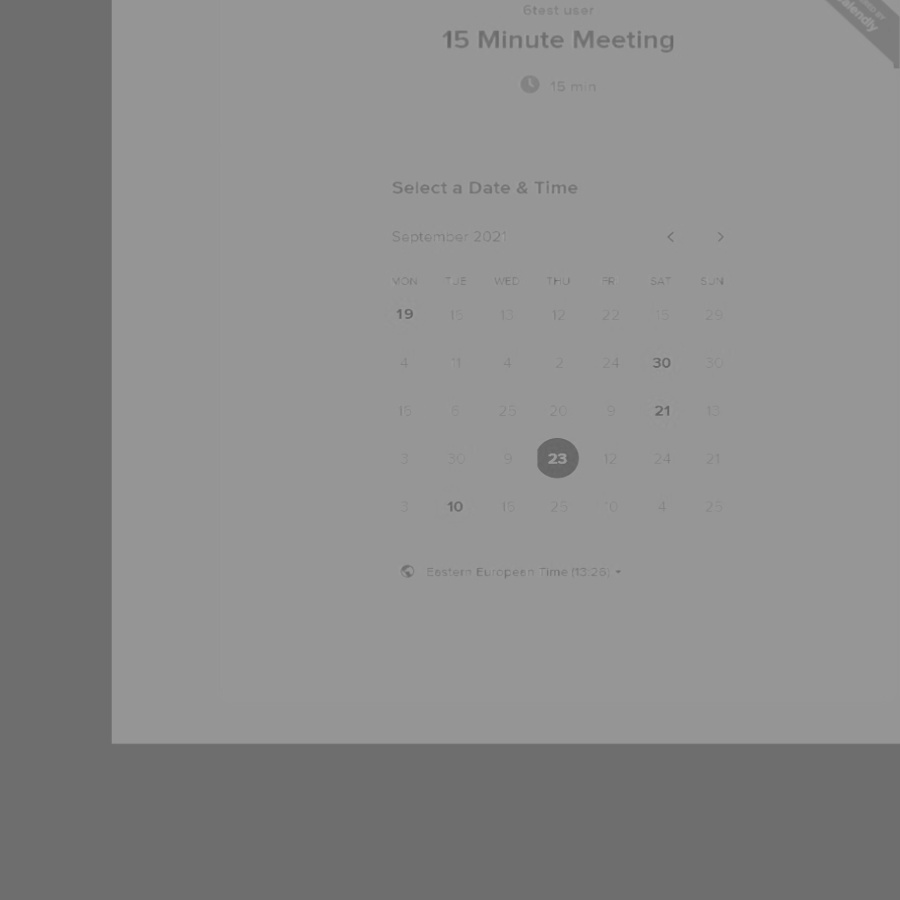 6test user
15 Minute Meeting
15 min
Calendly
Select a Date & Time
September 2021
MON TUE WED THU FRI SAT SUN
19 15 13 12 22 15 29
4 11 4 2 24 30 30
15 8 25 20 9 21 13
3 30 9 23 12 24 21
3 10 15 25 10 4 25
Eastern European Time (13:26)